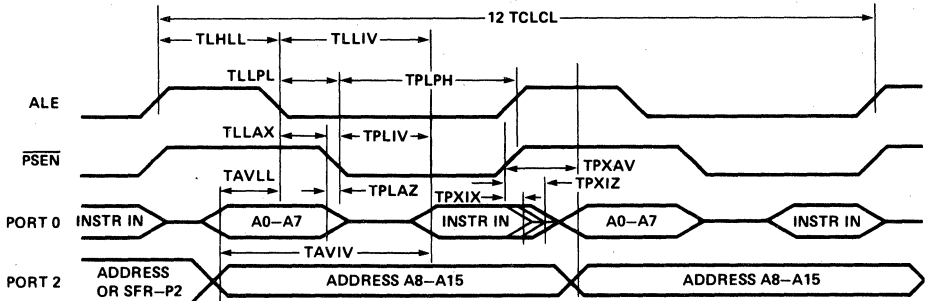 12 TCLCL
TLHLL
TLLIV
TLLPL
TPLPH
ALE
TLLAX
TPLIV
PSEN
TPXAV
TAVLL
TPLAZ
TPXIZ
TPXIX
PORT 0
INSTR IN
A0–A7
INSTR IN
A0–A7
INSTR IN
TAVIV
PORT 2
ADDRESS
OR SFR–P2
ADDRESS A8–A15
ADDRESS A8–A15